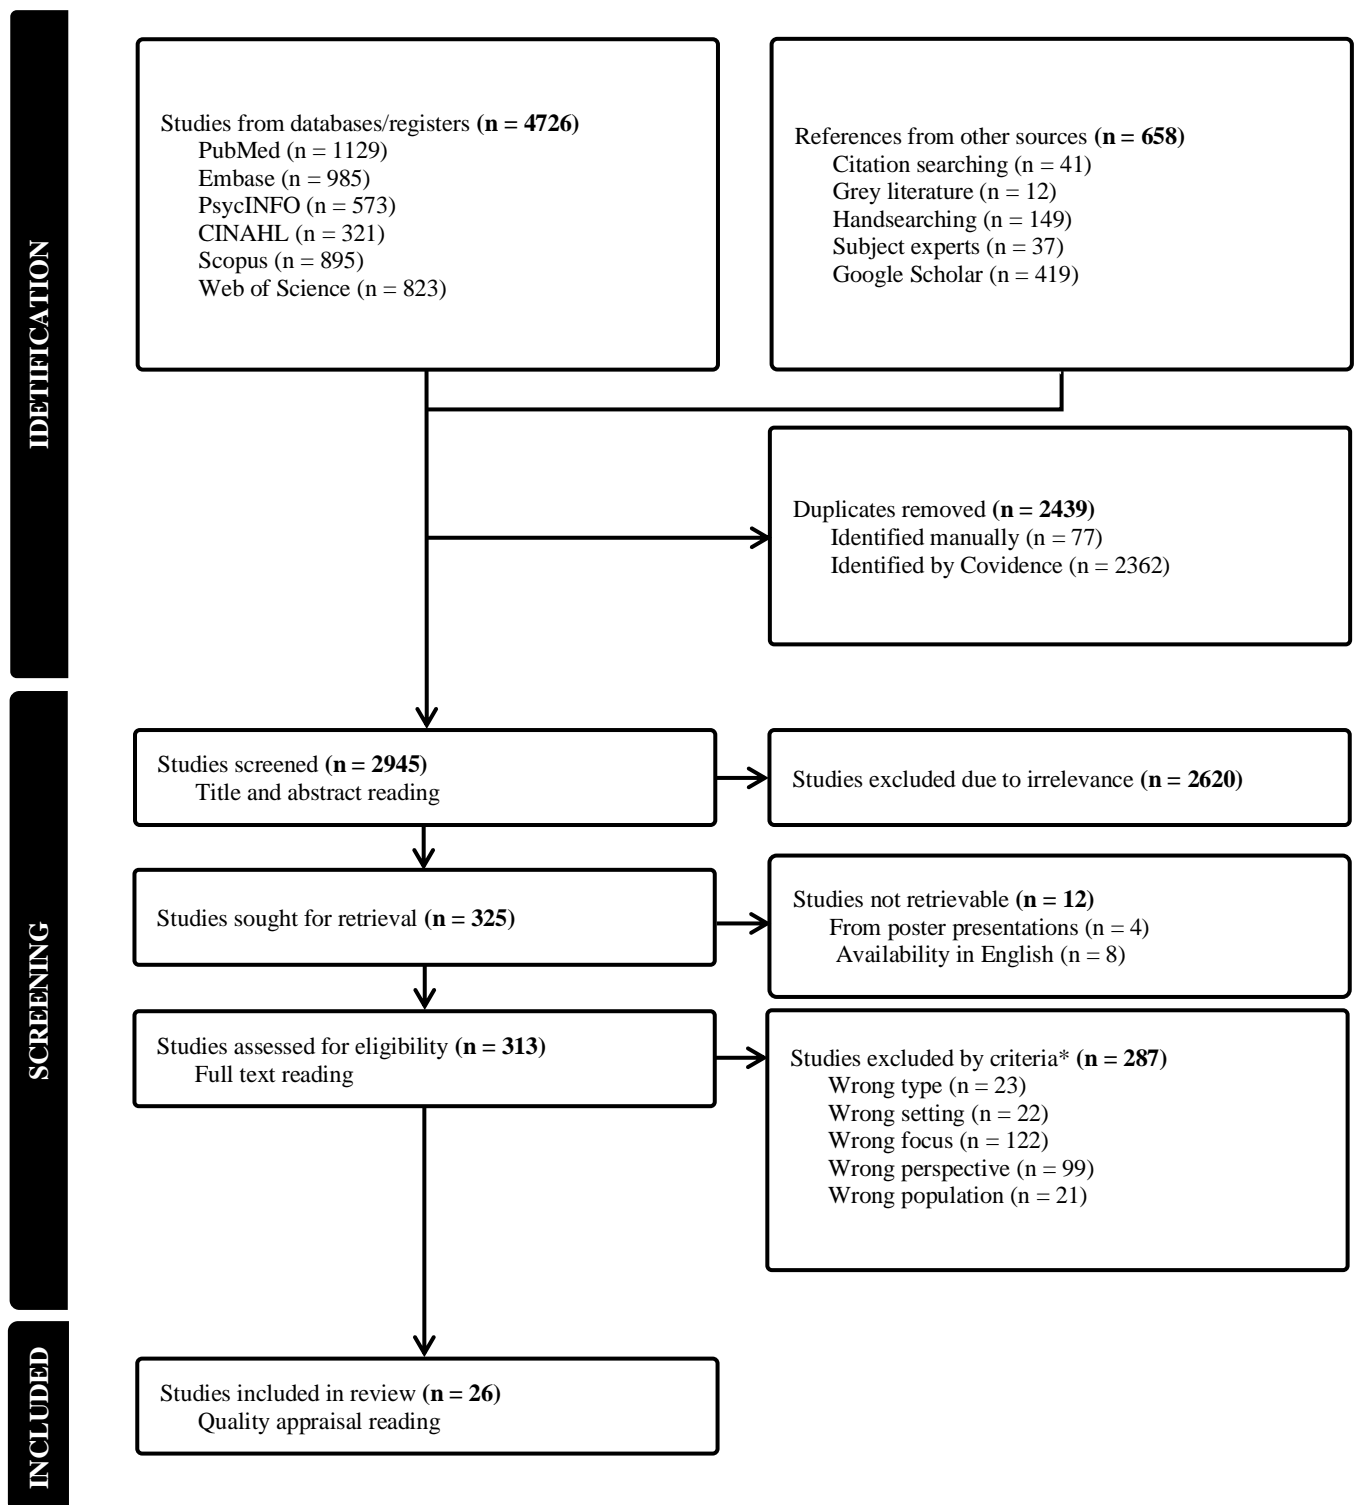 IDETIFICATION
Studies from databases/registers (n = 4726)
PubMed (n = 1129)
Embase (n = 985)
PsycINFO (n = 573)
CINAHL (n = 321)
Scopus (n = 895)
Web of Science (n = 823)
References from other sources (n = 658)
Citation searching (n = 41)
Grey literature (n = 12)
Handsearching (n = 149)
Subject experts (n = 37)
Google Scholar (n = 419)
Duplicates removed (n = 2439)
Identified manually (n = 77)
Identified by Covidence (n = 2362)
SCREENING
Studies screened (n = 2945)
Title and abstract reading
Studies excluded due to irrelevance (n = 2620)
Studies sought for retrieval (n = 325)
Studies not retrievable (n = 12)
From poster presentations (n = 4)
Availability in English (n = 8)
Studies assessed for eligibility (n = 313)
Full text reading
Studies excluded by criteria* (n = 287)
Wrong type (n = 23)
Wrong setting (n = 22)
Wrong focus (n = 122)
Wrong perspective (n = 99)
Wrong population (n = 21)
INCLUDED
Studies included in review (n = 26)
Quality appraisal reading